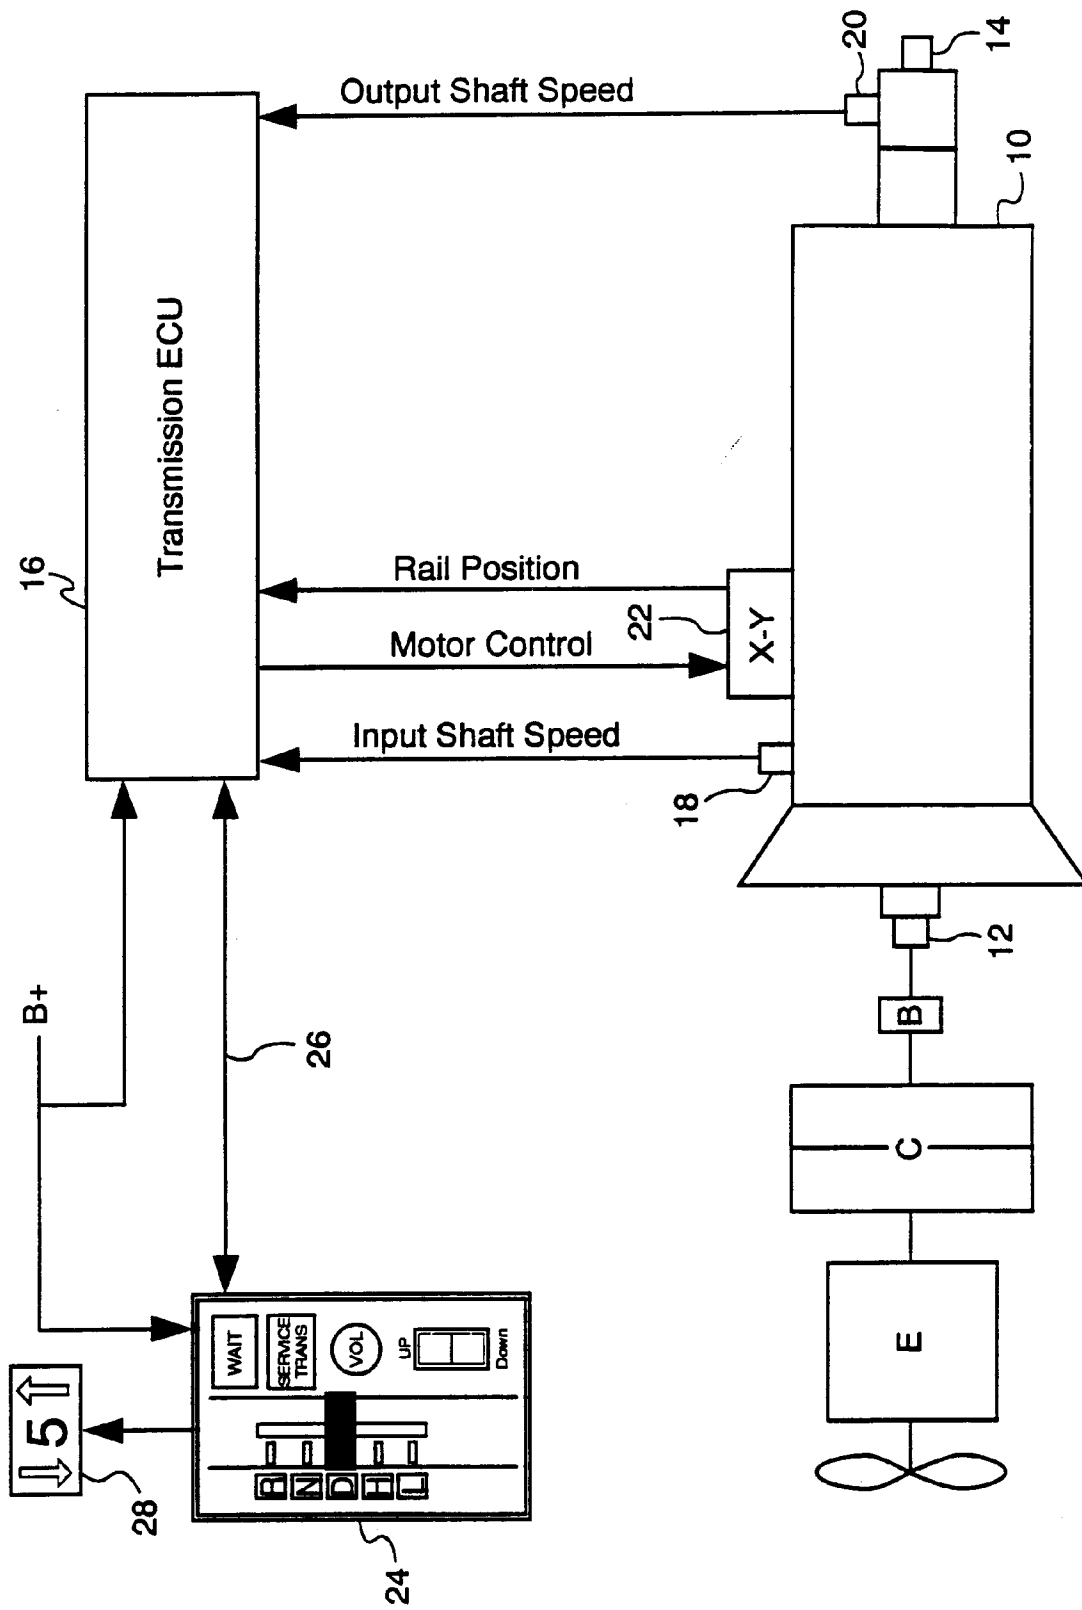 28
5
B+
16
Transmission ECU
24
R
N
D
H
L
WAIT
SERVICE
TRANS
VOL
UP
Down
26
Input Shaft Speed
Motor Control
Rail Position
Output Shaft Speed
18
22
X-Y
20
14
E
C
B
12
10